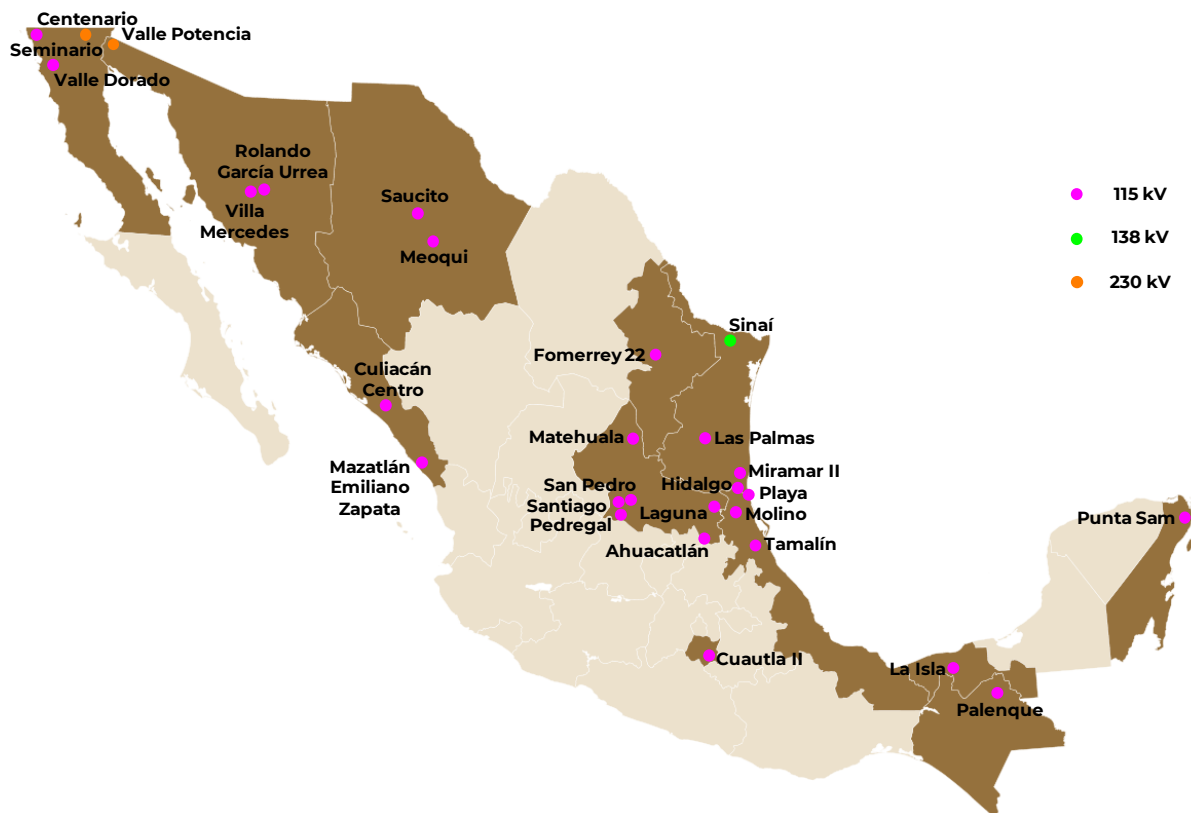 Centenario
Seminario
Valle Potencia
Valle Dorado
Rolando
García Urrea
Villa
Mercedes
Saucito
Meoqui
115 kV
138 kV
230 kV
Sinaí
Fomerrey 22
Culiacán
Centro
Matehuala
Las Palmas
Mazatlán
Emiliano
Zapata
San Pedro
Santiago
Pedregal
Hidalgo
Laguna
Miramar II
Playa
Molino
Ahuacatlán
Tamalín
Punta Sam
Cuautla II
La Isla
Palenque